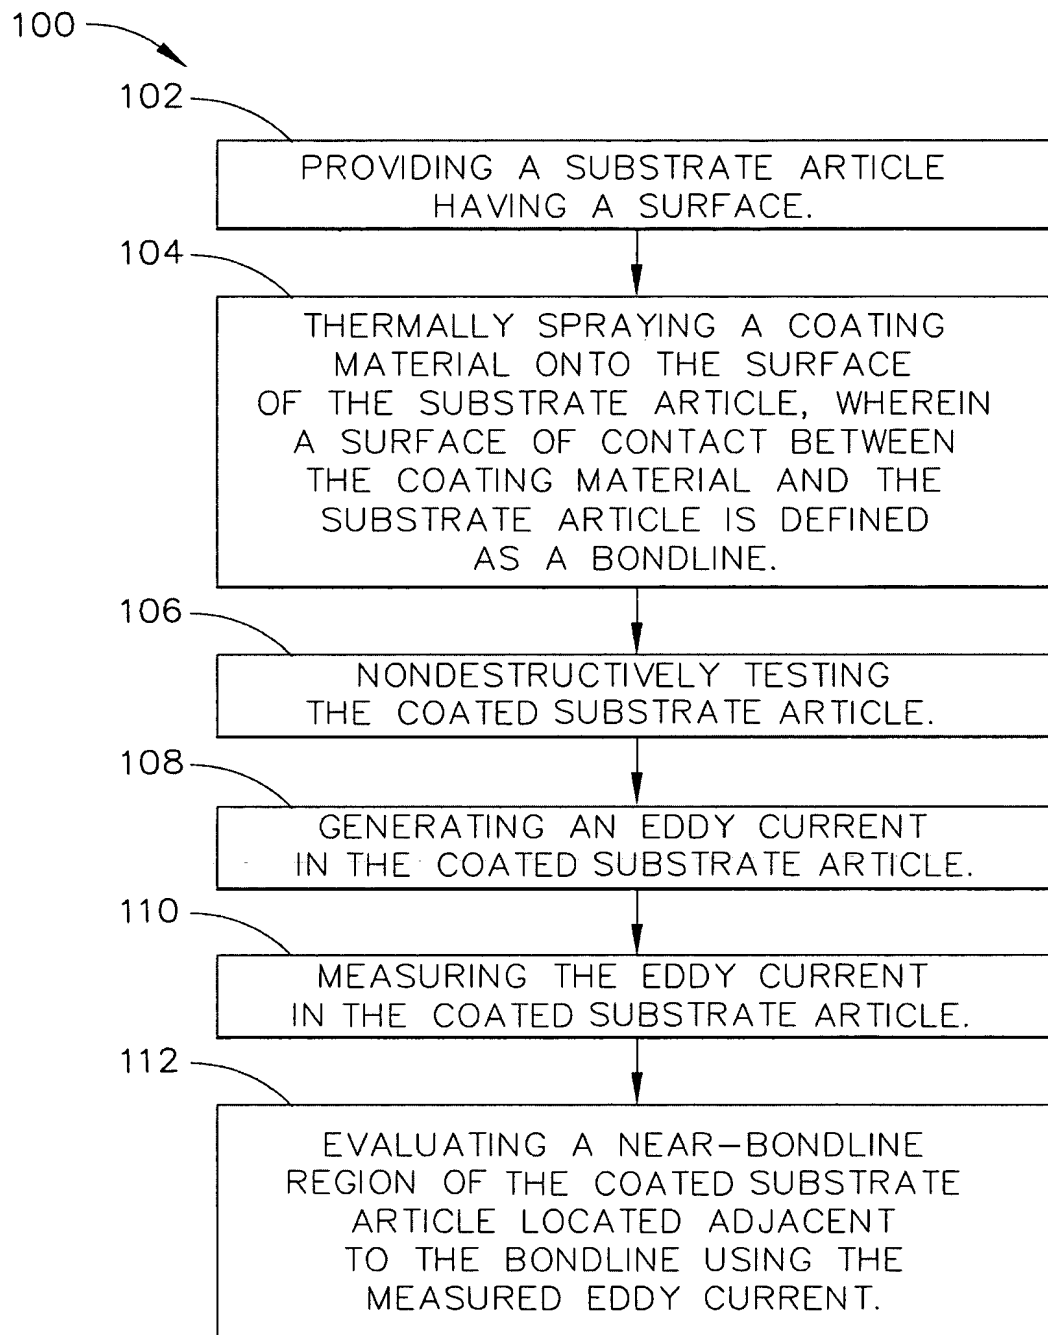 100
102
PROVIDING A SUBSTRATE ARTICLE
HAVING A SURFACE.
104
THERMALLY SPRAYING A COATING
MATERIAL ONTO THE SURFACE
OF THE SUBSTRATE ARTICLE, WHEREIN
A SURFACE OF CONTACT BETWEEN
THE COATING MATERIAL AND THE
SUBSTRATE ARTICLE IS DEFINED
AS A BONDLINE.
106
NONDESTRUCTIVELY TESTING
THE COATED SUBSTRATE ARTICLE.
108
GENERATING AN EDDY CURRENT
IN THE COATED SUBSTRATE ARTICLE.
110
MEASURING THE EDDY CURRENT
IN THE COATED SUBSTRATE ARTICLE.
112
EVALUATING A NEAR-BONDLINE
REGION OF THE COATED SUBSTRATE
ARTICLE LOCATED ADJACENT
TO THE BONDLINE USING THE
MEASURED EDDY CURRENT.